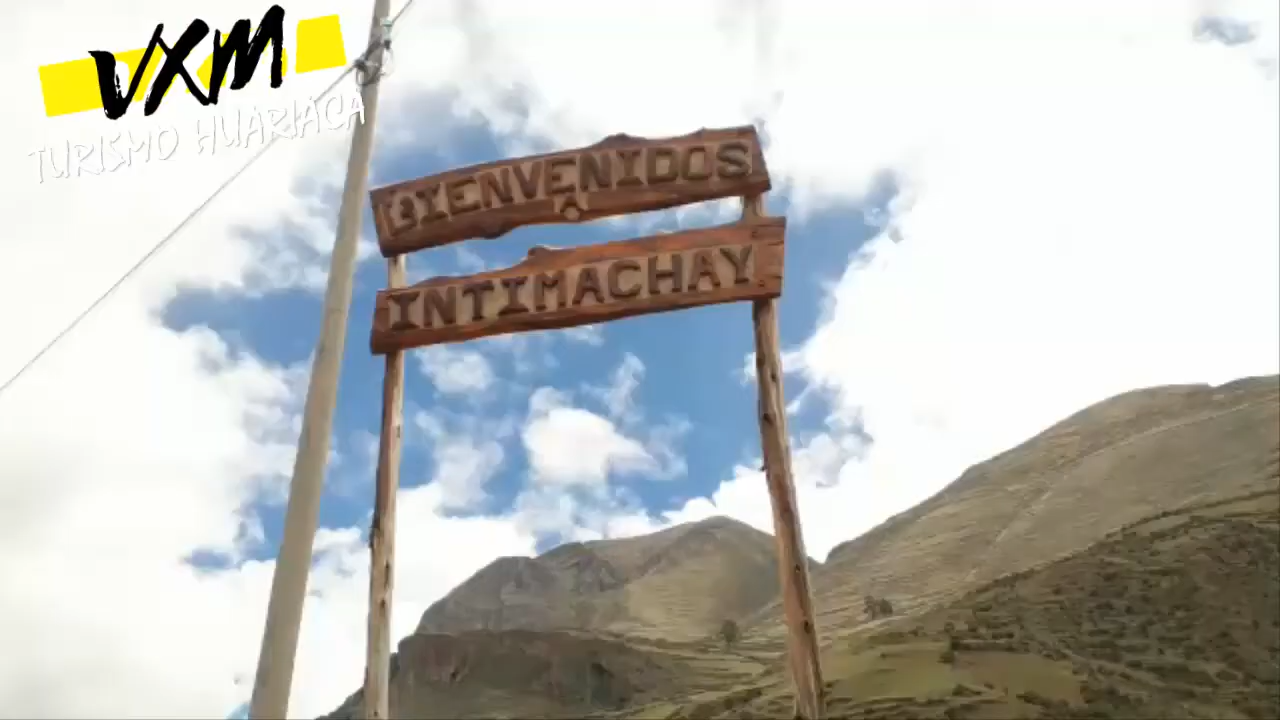 VXM
TURISMO HUARIACA
BIENVENIDOS
A
INTIMACHAY